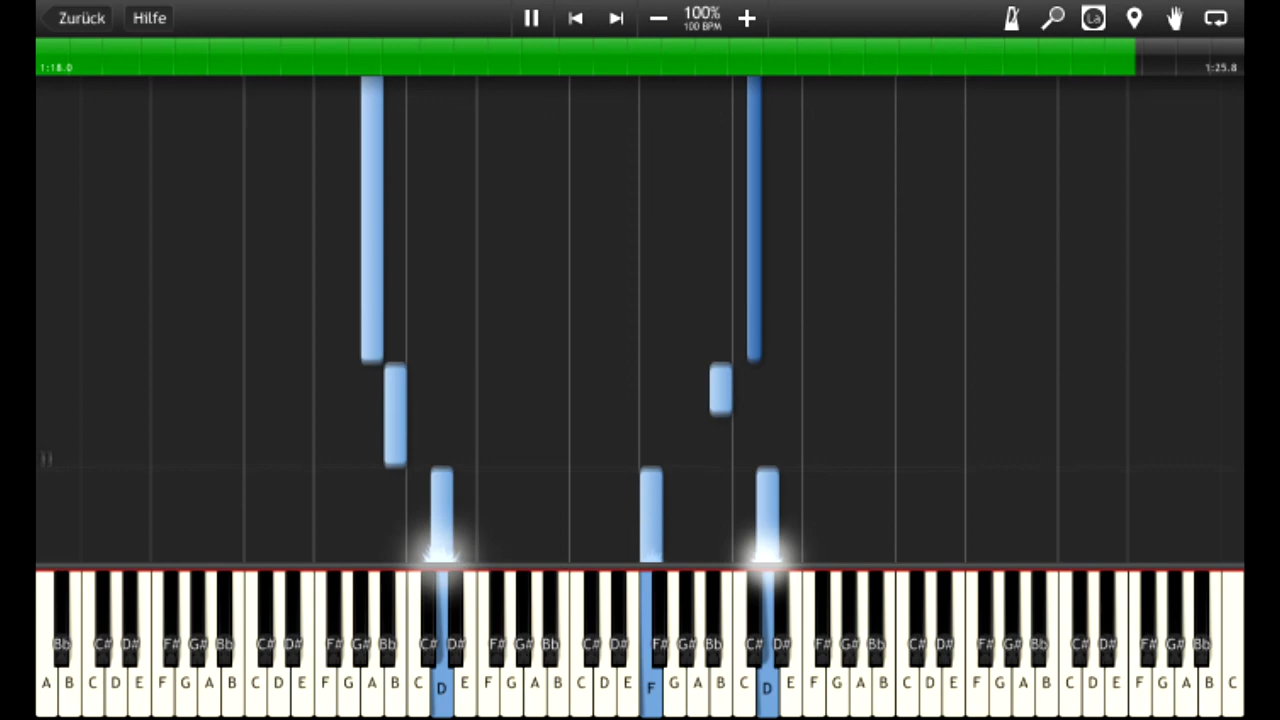 Zurück Hilfe 100% La
100 BPM
1:18.0 1:25.8
Bb C# D# F# G# Bb C# D# F# G# Bb C# D# F# G# Bb C# D# F# G# Bb C# D# F# G# Bb C# D# F# G# Bb C# D# F# G# Bb
A B C D E F G A B C D E F G A B C D E F G A B C D E F G A B C D E F G A B C D E F G A B C D E F G A B C